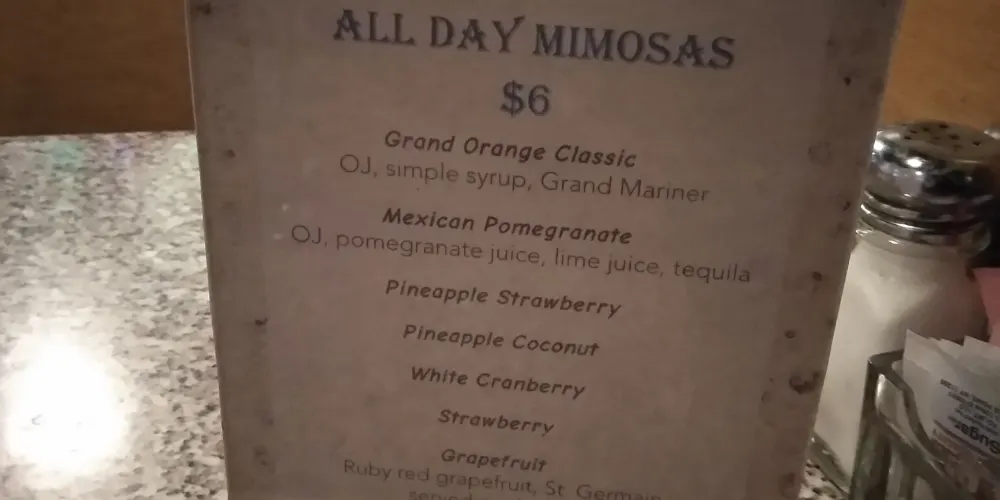 ALL DAY MIMOSAS
$6
Grand Orange Classic
OJ, simple syrup, Grand Mariner
Mexican Pomegranate
OJ, pomegranate juice, lime juice, tequila
Pineapple Strawberry
Pineapple Coconut
White Cranberry
Strawberry
Grapefruit
Ruby red grapefruit, St Germain
served